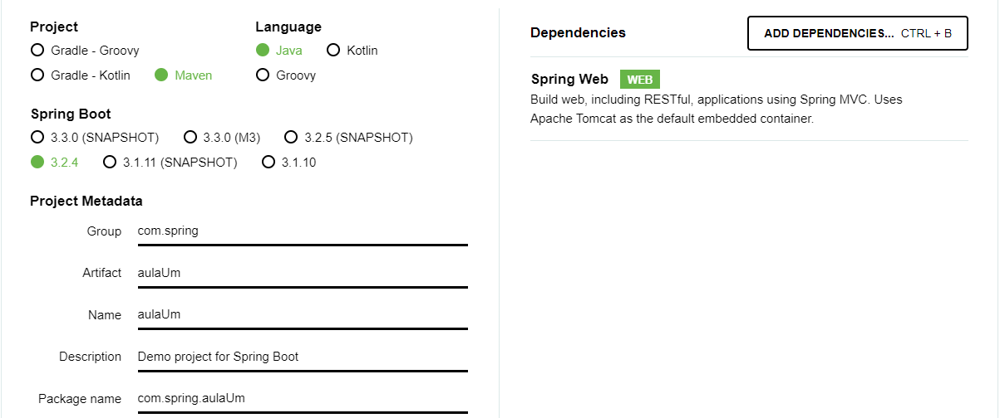 Project
Gradle - Groovy
Gradle - Kotlin Maven
Language
Java Kotlin
Groovy
Spring Boot
3.3.0 (SNAPSHOT) 3.3.0 (M3) 3.2.5 (SNAPSHOT)
3.2.4 3.1.11 (SNAPSHOT) 3.1.10
Project Metadata
Group com.spring
Artifact aulaUm
Name aulaUm
Description Demo project for Spring Boot
Package name com.spring.aulaUm
Dependencies
ADD DEPENDENCIES... CTRL + B
Spring Web WEB
Build web, including RESTful, applications using Spring MVC. Uses
Apache Tomcat as the default embedded container.